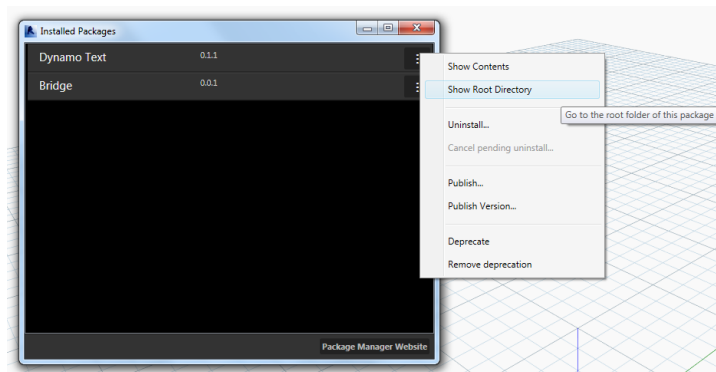 Installed Packages
Dynamo Text 0.1.1
Bridge 0.0.1
Show Contents
Show Root Directory
Go to the root folder of this package
Uninstall...
Cancel pending uninstall...
Publish...
Publish Version...
Deprecate
Remove deprecation
Package Manager Website